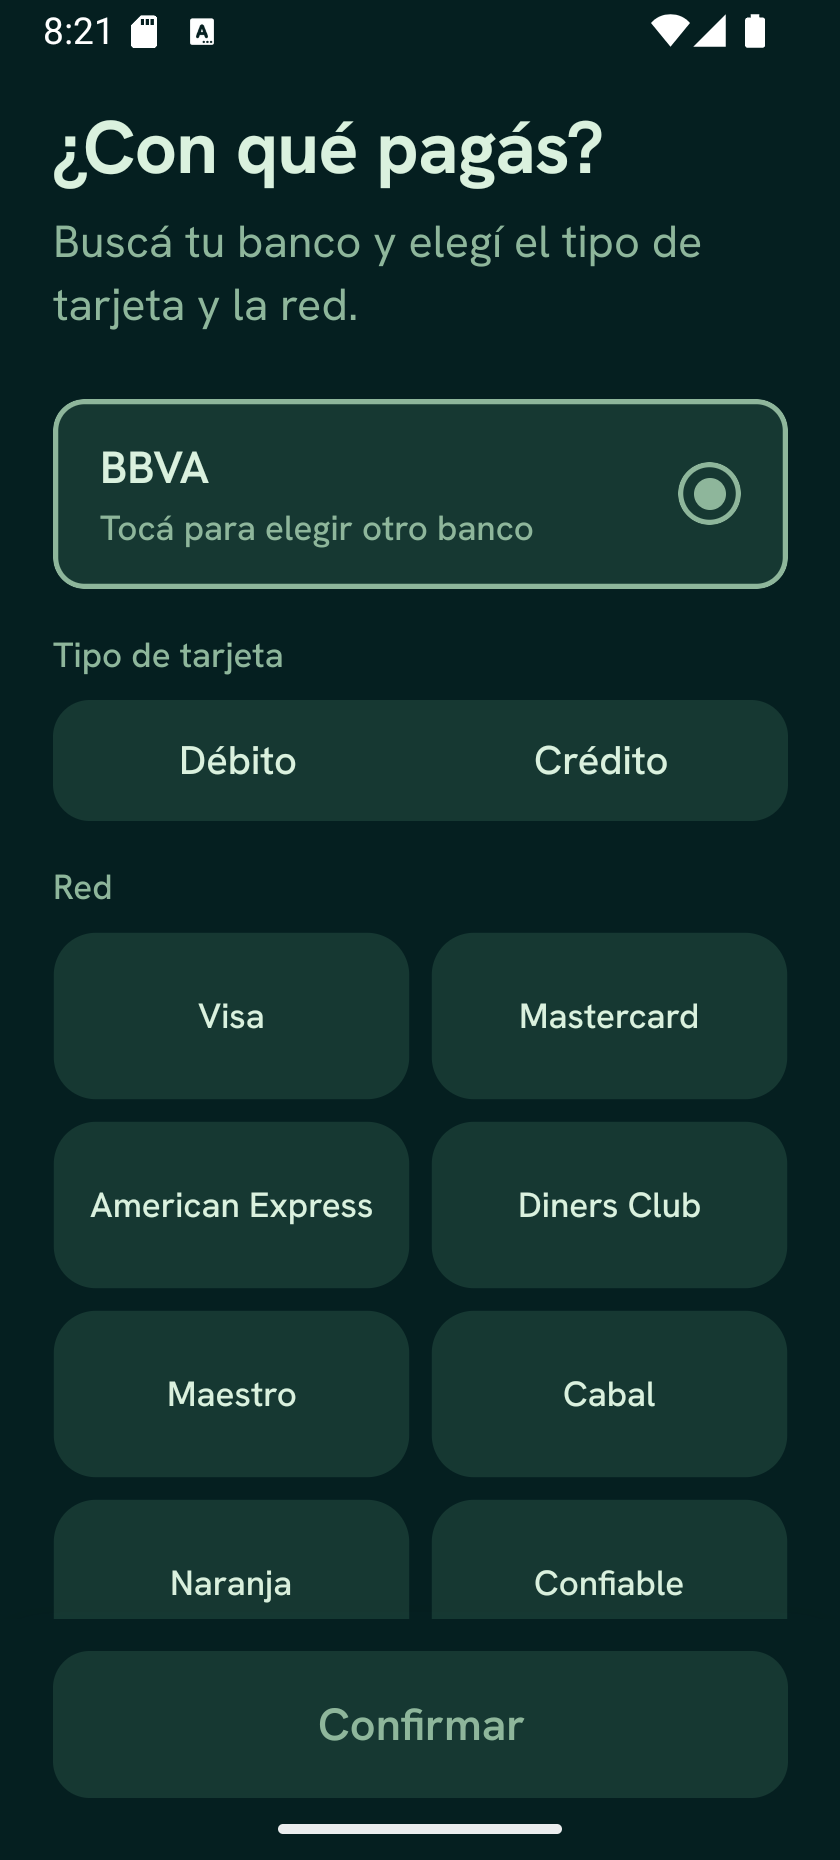 8:21
¿Con qué pagás?
Buscá tu banco y elegí el tipo de
tarjeta y la red.
BBVA
Tocá para elegir otro banco
Tipo de tarjeta
Débito Crédito
Red
Visa Mastercard
American Express Diners Club
Maestro Cabal
Naranja Confiable
Confirmar